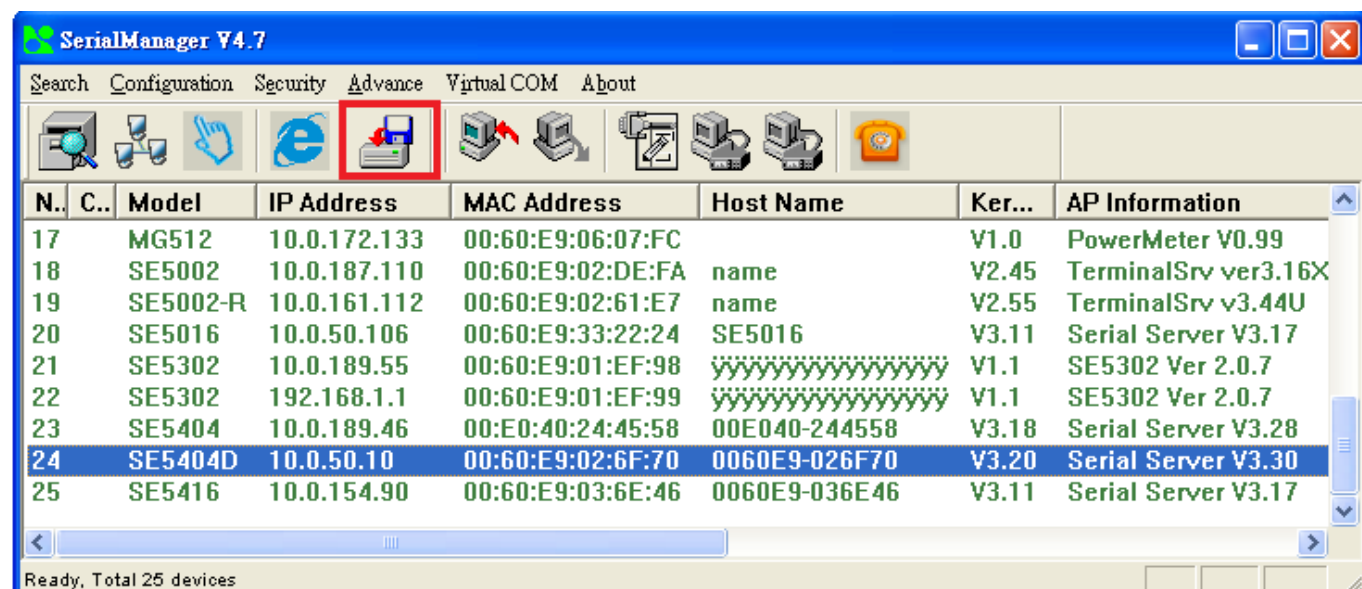 SerialManager V4.7
Search Configuration Security Advance Virtual COM About
N.. C.. Model IP Address MAC Address Host Name Ker... AP Information
17 MG512 10.0.172.133 00:60:E9:06:07:FC V1.0 PowerMeter V0.99
18 SE5002 10.0.187.110 00:60:E9:02:DE:FA name V2.45 TerminalSrv ver3.16X
19 SE5002-R 10.0.161.112 00:60:E9:02:61:E7 name V2.55 TerminalSrv v3.44U
20 SE5016 10.0.50.106 00:60:E9:33:22:24 SE5016 V3.11 Serial Server V3.17
21 SE5302 10.0.189.55 00:60:E9:01:EF:98 ÿÿÿÿÿÿÿÿÿÿÿÿÿÿÿÿ V1.1 SE5302 Ver 2.0.7
22 SE5302 192.168.1.1 00:60:E9:01:EF:99 ÿÿÿÿÿÿÿÿÿÿÿÿÿÿÿÿ V1.1 SE5302 Ver 2.0.7
23 SE5404 10.0.189.46 00:E0:40:24:45:58 00E040-244558 V3.18 Serial Server V3.28
24 SE5404D 10.0.50.10 00:60:E9:02:6F:70 0060E9-026F70 V3.20 Serial Server V3.30
25 SE5416 10.0.154.90 00:60:E9:03:6E:46 0060E9-036E46 V3.11 Serial Server V3.17
Ready, Total 25 devices